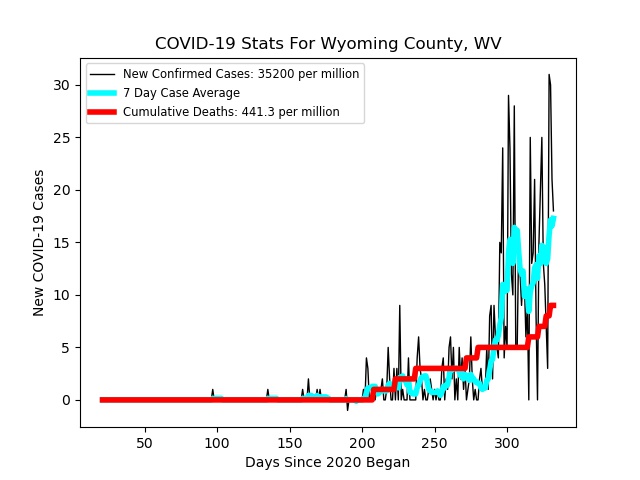 COVID-19 Stats For Wyoming County, WV
New Confirmed Cases: 35200 per million
7 Day Case Average
Cumulative Deaths: 441.3 per million
New COVID-19 Cases
30
25
20
15
10
5
0
50 100 150 200 250 300
Days Since 2020 Began